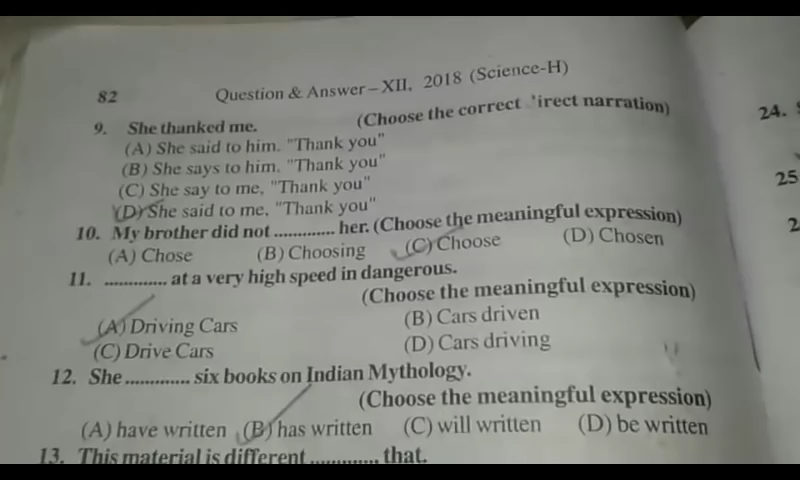 82
Question & Answer – XII, 2018 (Science-H)
9. She thanked me. (Choose the correct direct narration)
(A) She said to him. "Thank you"
(B) She says to him. "Thank you"
(C) She say to me, "Thank you"
(D) She said to me, "Thank you"
10. My brother did not ............. her. (Choose the meaningful expression)
(A) Chose (B) Choosing (C) Choose (D) Chosen
11. ............. at a very high speed in dangerous.
(Choose the meaningful expression)
(A) Driving Cars (B) Cars driven
(C) Drive Cars (D) Cars driving
12. She ............. six books on Indian Mythology.
(Choose the meaningful expression)
(A) have written (B) has written (C) will written (D) be written
13. This material is different ............. that.
24.
25
2